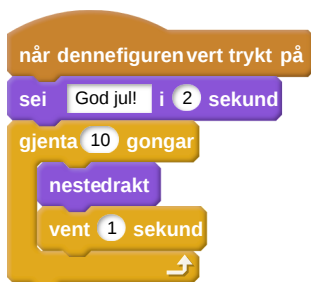 når dennefiguren vert trykt på
sei God jul! i 2 sekund
gjenta 10 gongar
nestedrakt
vent 1 sekund